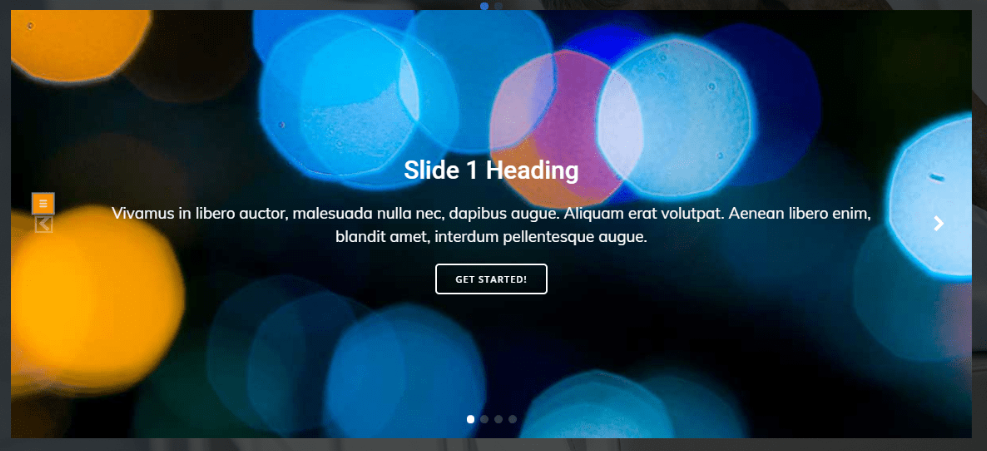 Slide 1 Heading
Vivamus in libero auctor, malesuada nulla nec, dapibus augue. Aliquam erat volutpat. Aenean libero enim,
blandit amet, interdum pellentesque augue.
GET STARTED!